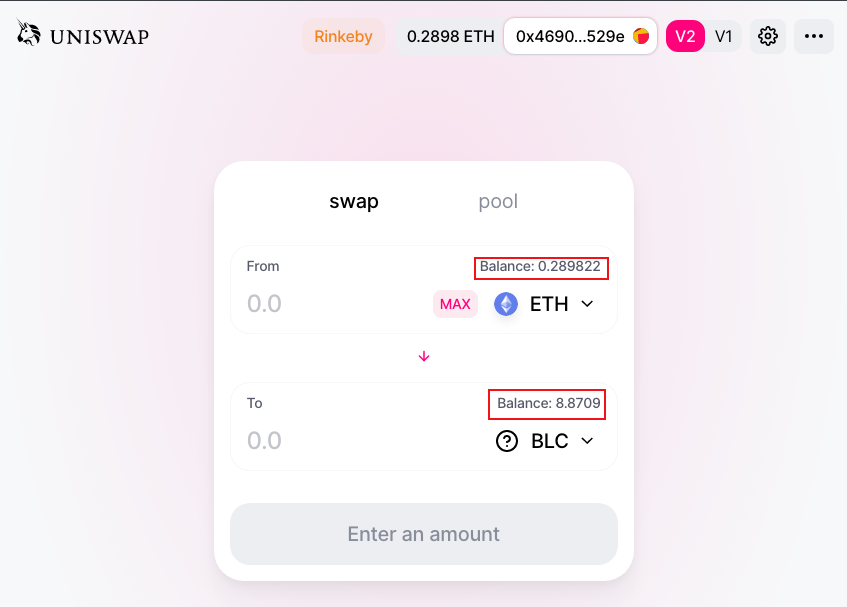 UNISWAP Rinkeby 0.2898 ETH 0x4690...529e V2 V1
swap pool
From Balance: 0.289822
0.0 MAX ETH
To Balance: 8.8709
0.0 ? BLC
Enter an amount